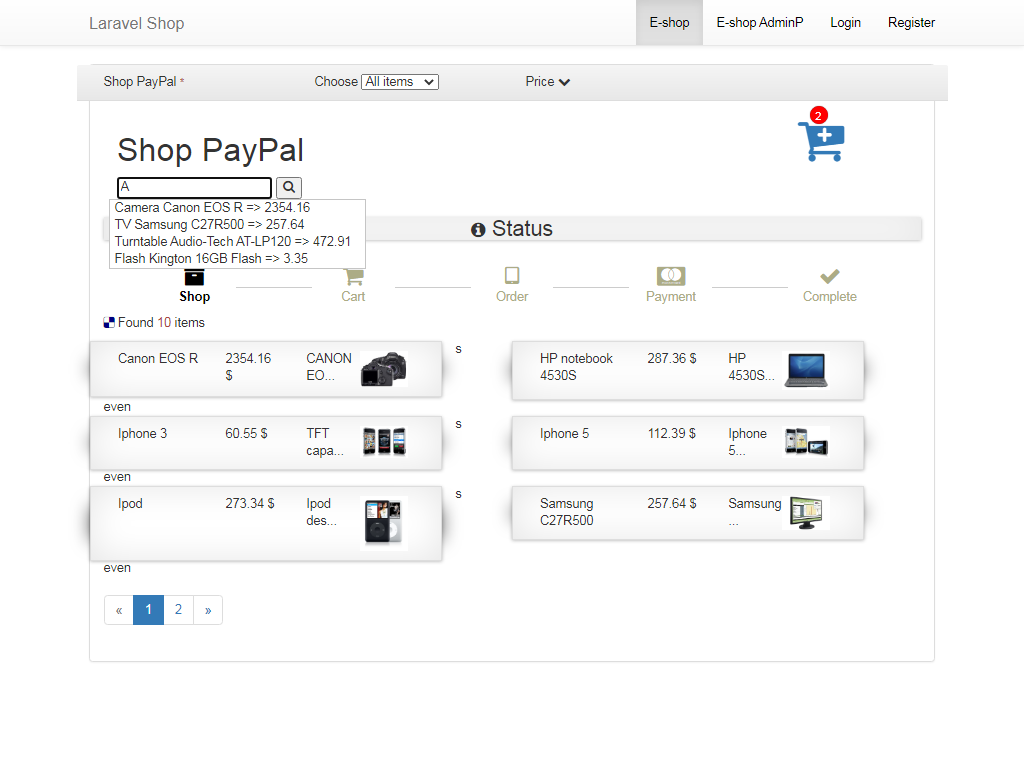 Laravel Shop
E-shop
E-shop AdminP
Login
Register
Shop PayPal *
Choose All items
Price
2
Shop PayPal
A
Camera Canon EOS R => 2354.16
TV Samsung C27R500 => 257.64
Turntable Audio-Tech AT-LP120 => 472.91
Flash Kington 16GB Flash => 3.35
Status
Shop
Cart
Order
Payment
Complete
Found 10 items
Canon EOS R
2354.16
$
CANON
EO...
s
HP notebook
4530S
287.36 $
HP
4530S...
even
Iphone 3
60.55 $
TFT
capa...
s
Iphone 5
112.39 $
Iphone
5...
even
Ipod
273.34 $
Ipod
des...
s
Samsung
C27R500
257.64 $
Samsung
...
even
« 1 2 »